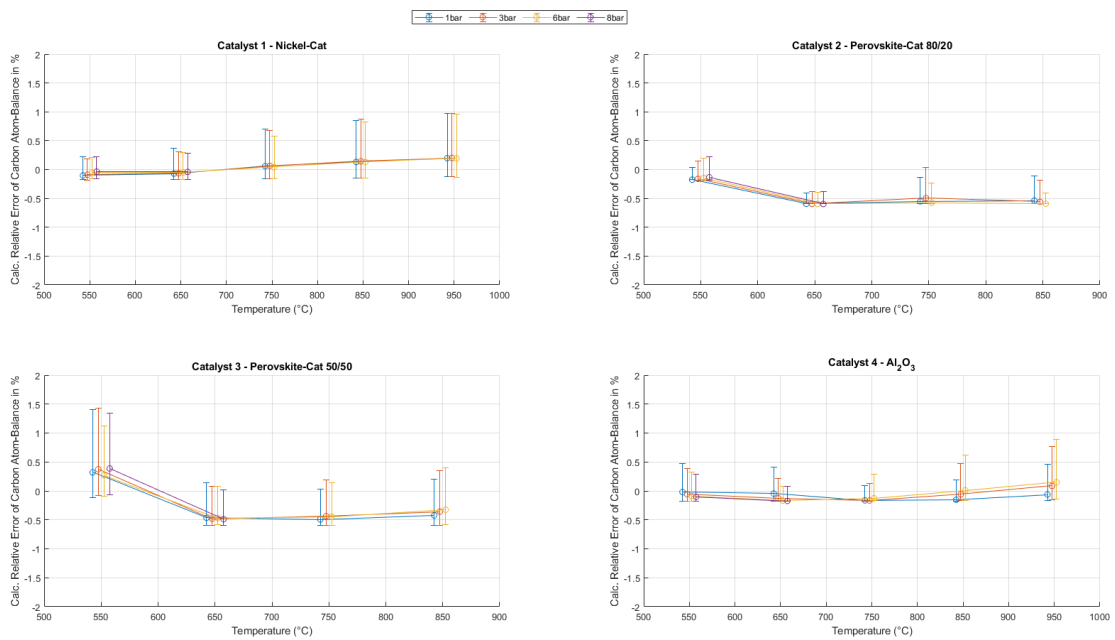 1bar 3bar 6bar 8bar
Catalyst 1 - Nickel-Cat
Calc. Relative Error of Carbon Atom-Balance in %
2
1.5
1
0.5
0
-0.5
-1
-1.5
-2
500 550 600 650 700 750 800 850 900 950 1000
Temperature (°C)
Catalyst 2 - Perovskite-Cat 80/20
Calc. Relative Error of Carbon Atom-Balance in %
2
1.5
1
0.5
0
-0.5
-1
-1.5
-2
500 550 600 650 700 750 800 850 900
Temperature (°C)
Catalyst 3 - Perovskite-Cat 50/50
Calc. Relative Error of Carbon Atom-Balance in %
2
1.5
1
0.5
0
-0.5
-1
-1.5
-2
500 550 600 650 700 750 800 850 900
Temperature (°C)
Catalyst 4 - Al₂O₃
Calc. Relative Error of Carbon Atom-Balance in %
2
1.5
1
0.5
0
-0.5
-1
-1.5
-2
500 550 600 650 700 750 800 850 900 950 1000
Temperature (°C)